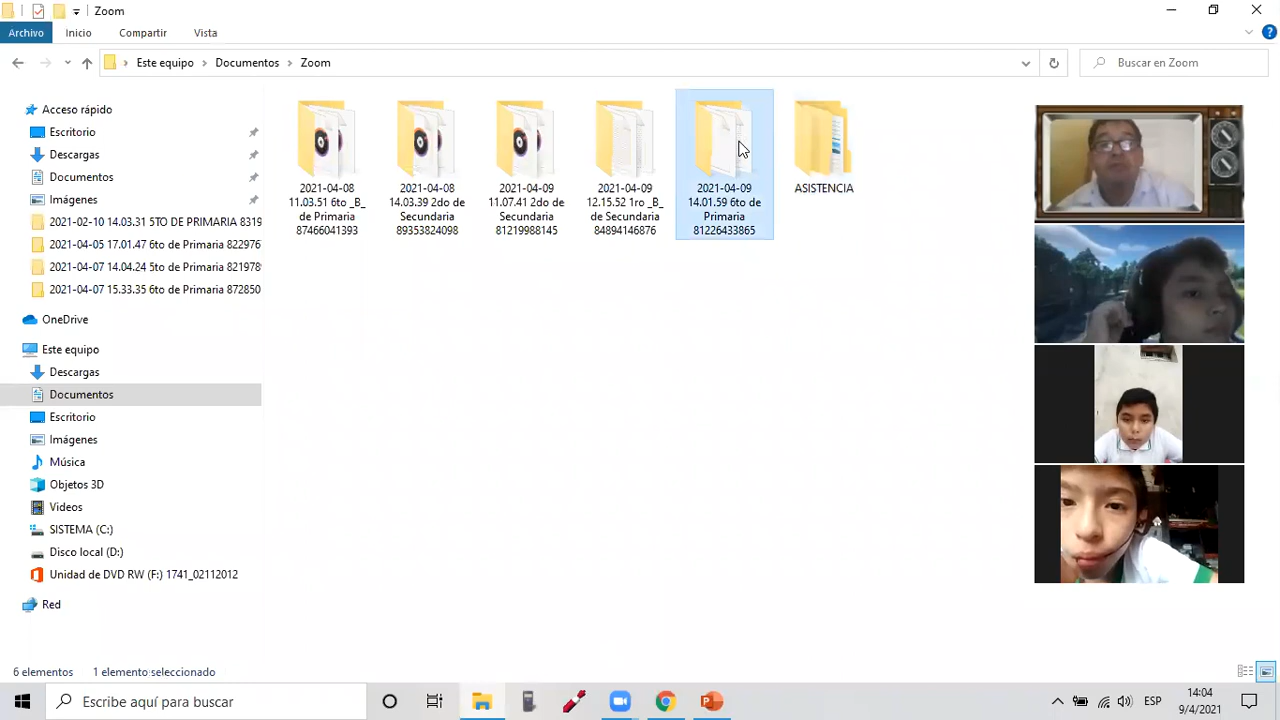 Zoom
Archivo Inicio Compartir Vista
Este equipo Documentos Zoom
Buscar en Zoom
Acceso rápido
Escritorio
Descargas
Documentos
Imágenes
2021-02-10 14.03.31 5TO DE PRIMARIA 8319
2021-04-05 17.01.47 6to de Primaria 822976
2021-04-07 14.04.24 5to de Primaria 821978
2021-04-07 15.33.35 6to de Primaria 872850
OneDrive
Este equipo
Descargas
Documentos
Escritorio
Imágenes
Música
Objetos 3D
Videos
SISTEMA (C:)
Disco local (D:)
Unidad de DVD RW (F:) 1741_02112012
Red
2021-04-08
11.03.51 6to _B_
de Primaria
87466041393
2021-04-08
14.03.39 2do de
Secundaria
89353824098
2021-04-09
11.07.41 2do de
Secundaria
81219988145
2021-04-09
12.15.52 1ro _B_
de Secundaria
84894146876
2021-04-09
14.01.59 6to de
Primaria
81226433865
ASISTENCIA
6 elementos 1 elemento seleccionado
Escribe aquí para buscar
ESP
14:04
9/4/2021